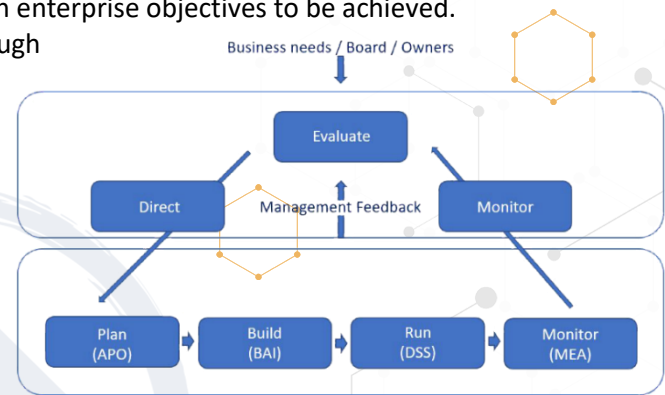 n enterprise objectives to be achieved.
ugh
Business needs / Board / Owners
Evaluate
Direct
Management Feedback
Monitor
Plan
(APO)
Build
(BAI)
Run
(DSS)
Monitor
(MEA)